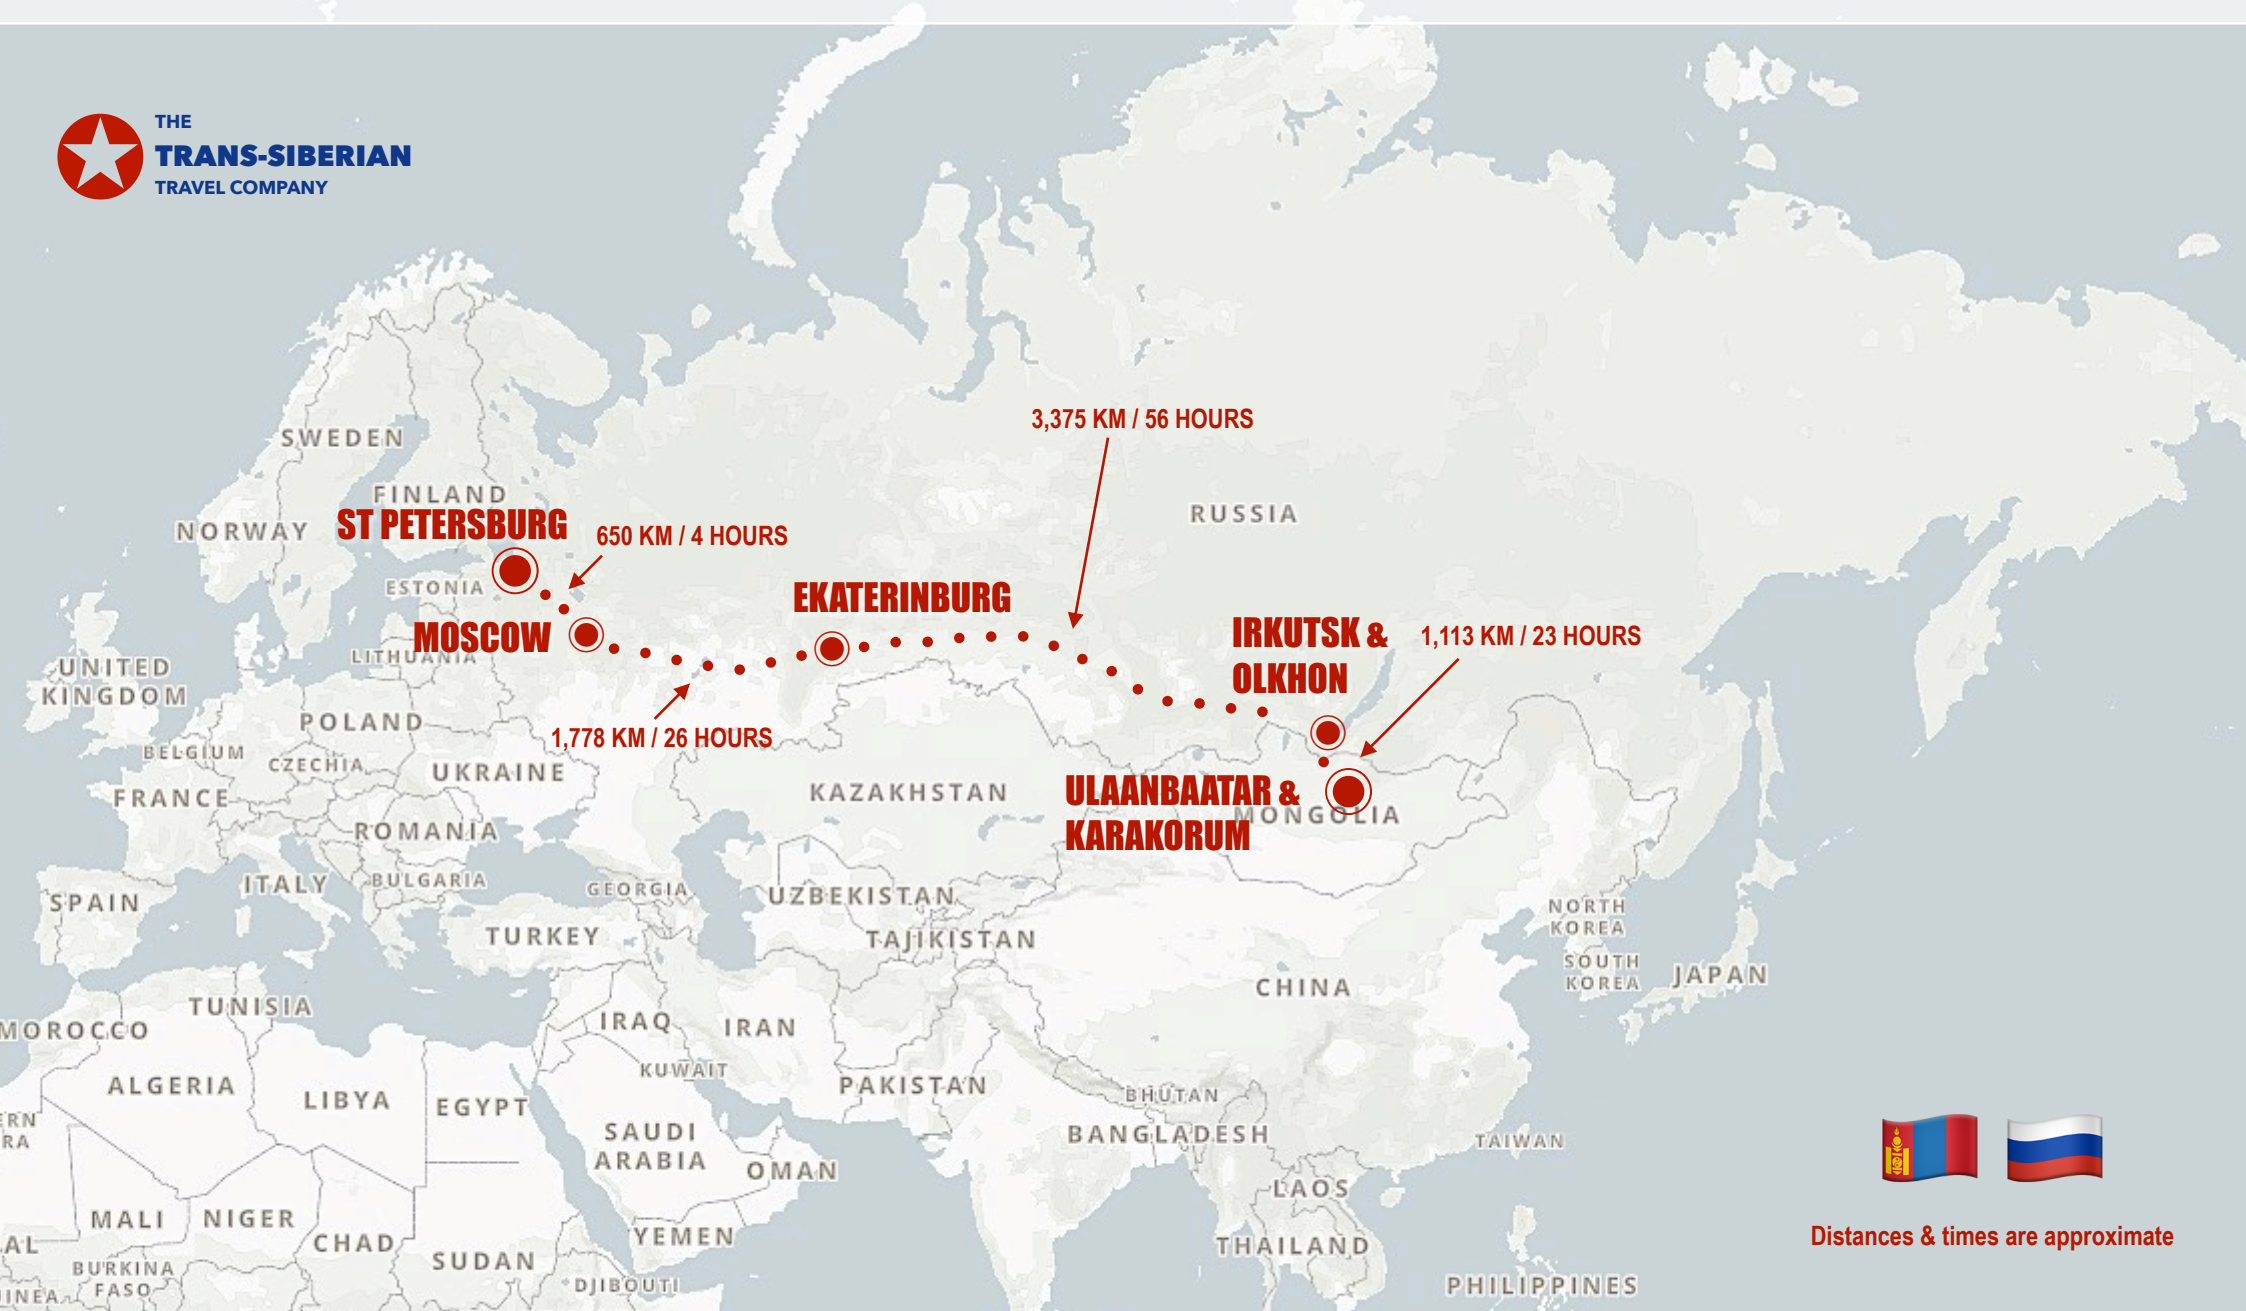 THE
TRANS-SIBERIAN
TRAVEL COMPANY
3,375 KM / 56 HOURS
SWEDEN
FINLAND
RUSSIA
NORWAY
ST PETERSBURG
650 KM / 4 HOURS
ESTONIA
EKATERINBURG
MOSCOW
LITHUANIA
IRKUTSK &
OLKHON
1,113 KM / 23 HOURS
UNITED
KINGDOM
POLAND
1,778 KM / 26 HOURS
BELGIUM
CZECHIA
UKRAINE
KAZAKHSTAN
ULAANBAATAR &
KARAKORUM
MONGOLIA
FRANCE
ROMANIA
ITALY
BULGARIA
GEORGIA
UZBEKISTAN
SPAIN
TURKEY
TAJIKISTAN
NORTH
KOREA
SOUTH
KOREA
JAPAN
CHINA
TUNISIA
MOROCCO
IRAQ
IRAN
KUWAIT
ALGERIA
LIBYA
EGYPT
PAKISTAN
BHUTAN
ERN
RA
SAUDI
ARABIA
OMAN
BANGLADESH
TAIWAN
LAOS
MALI
NIGER
CHAD
SUDAN
YEMEN
THAILAND
AL
BURKINA
FASO
INEA
DJIBOUTI
PHILIPPINES
Distances & times are approximate